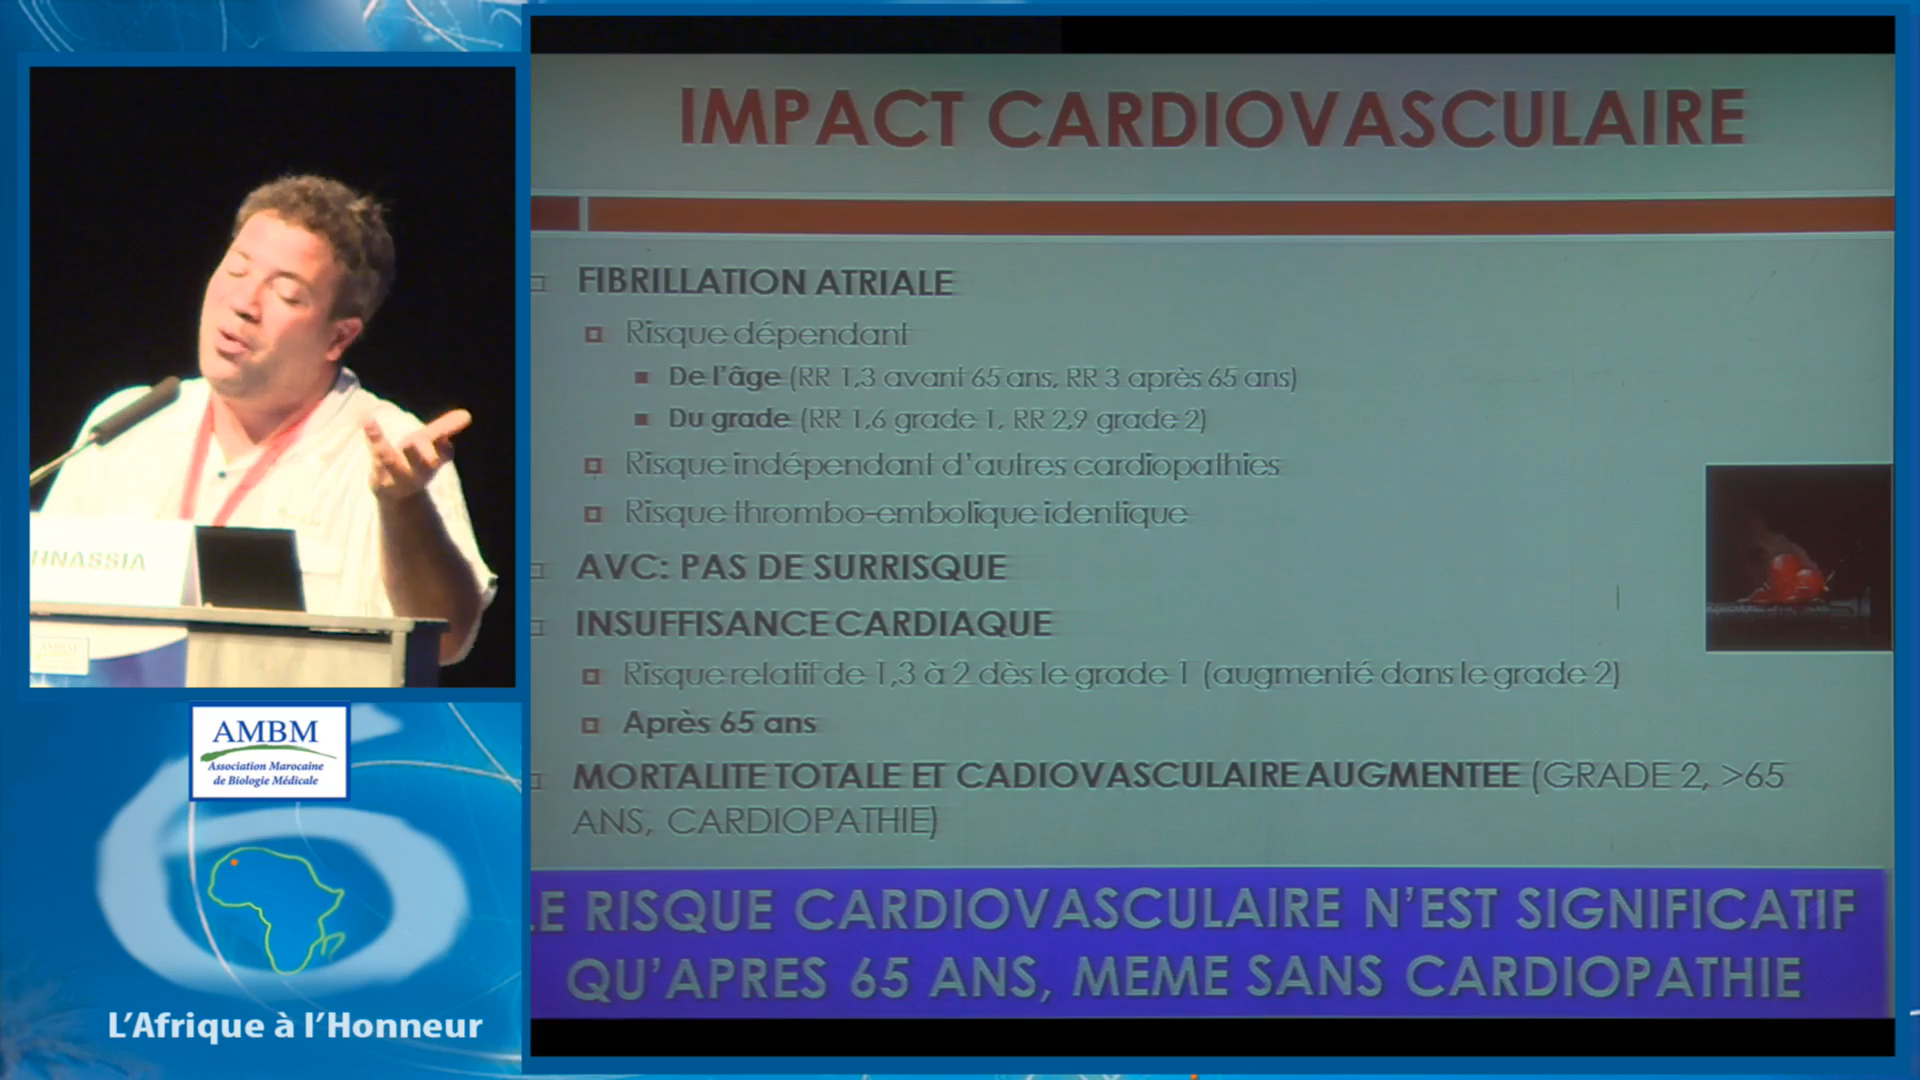 IMPACT CARDIOVASCULAIRE
FIBRILLATION ATRIALE
Risque dépendant
De l'âge (RR 1,3 avant 65 ans, RR 3 après 65 ans)
Du grade (RR 1,6 grade 1, RR 2,9 grade 2)
Risque indépendant d'autres cardiopathies
Risque thrombo-embolique identique
AVC: PAS DE SURRISQUE
INSUFFISANCE CARDIAQUE
Risque relatif de 1,3 à 2 dès le grade 1 (augmenté dans le grade 2)
Après 65 ans
MORTALITE TOTALE ET CADIOVASCULAIRE AUGMENTEE (GRADE 2, >65
ANS, CARDIOPATHIE)
LE RISQUE CARDIOVASCULAIRE N'EST SIGNIFICATIF
QU'APRES 65 ANS, MEME SANS CARDIOPATHIE
HNASSIA
AMBM
AMBM
Association Marocaine
de Biologie Médicale
L'Afrique à l'Honneur